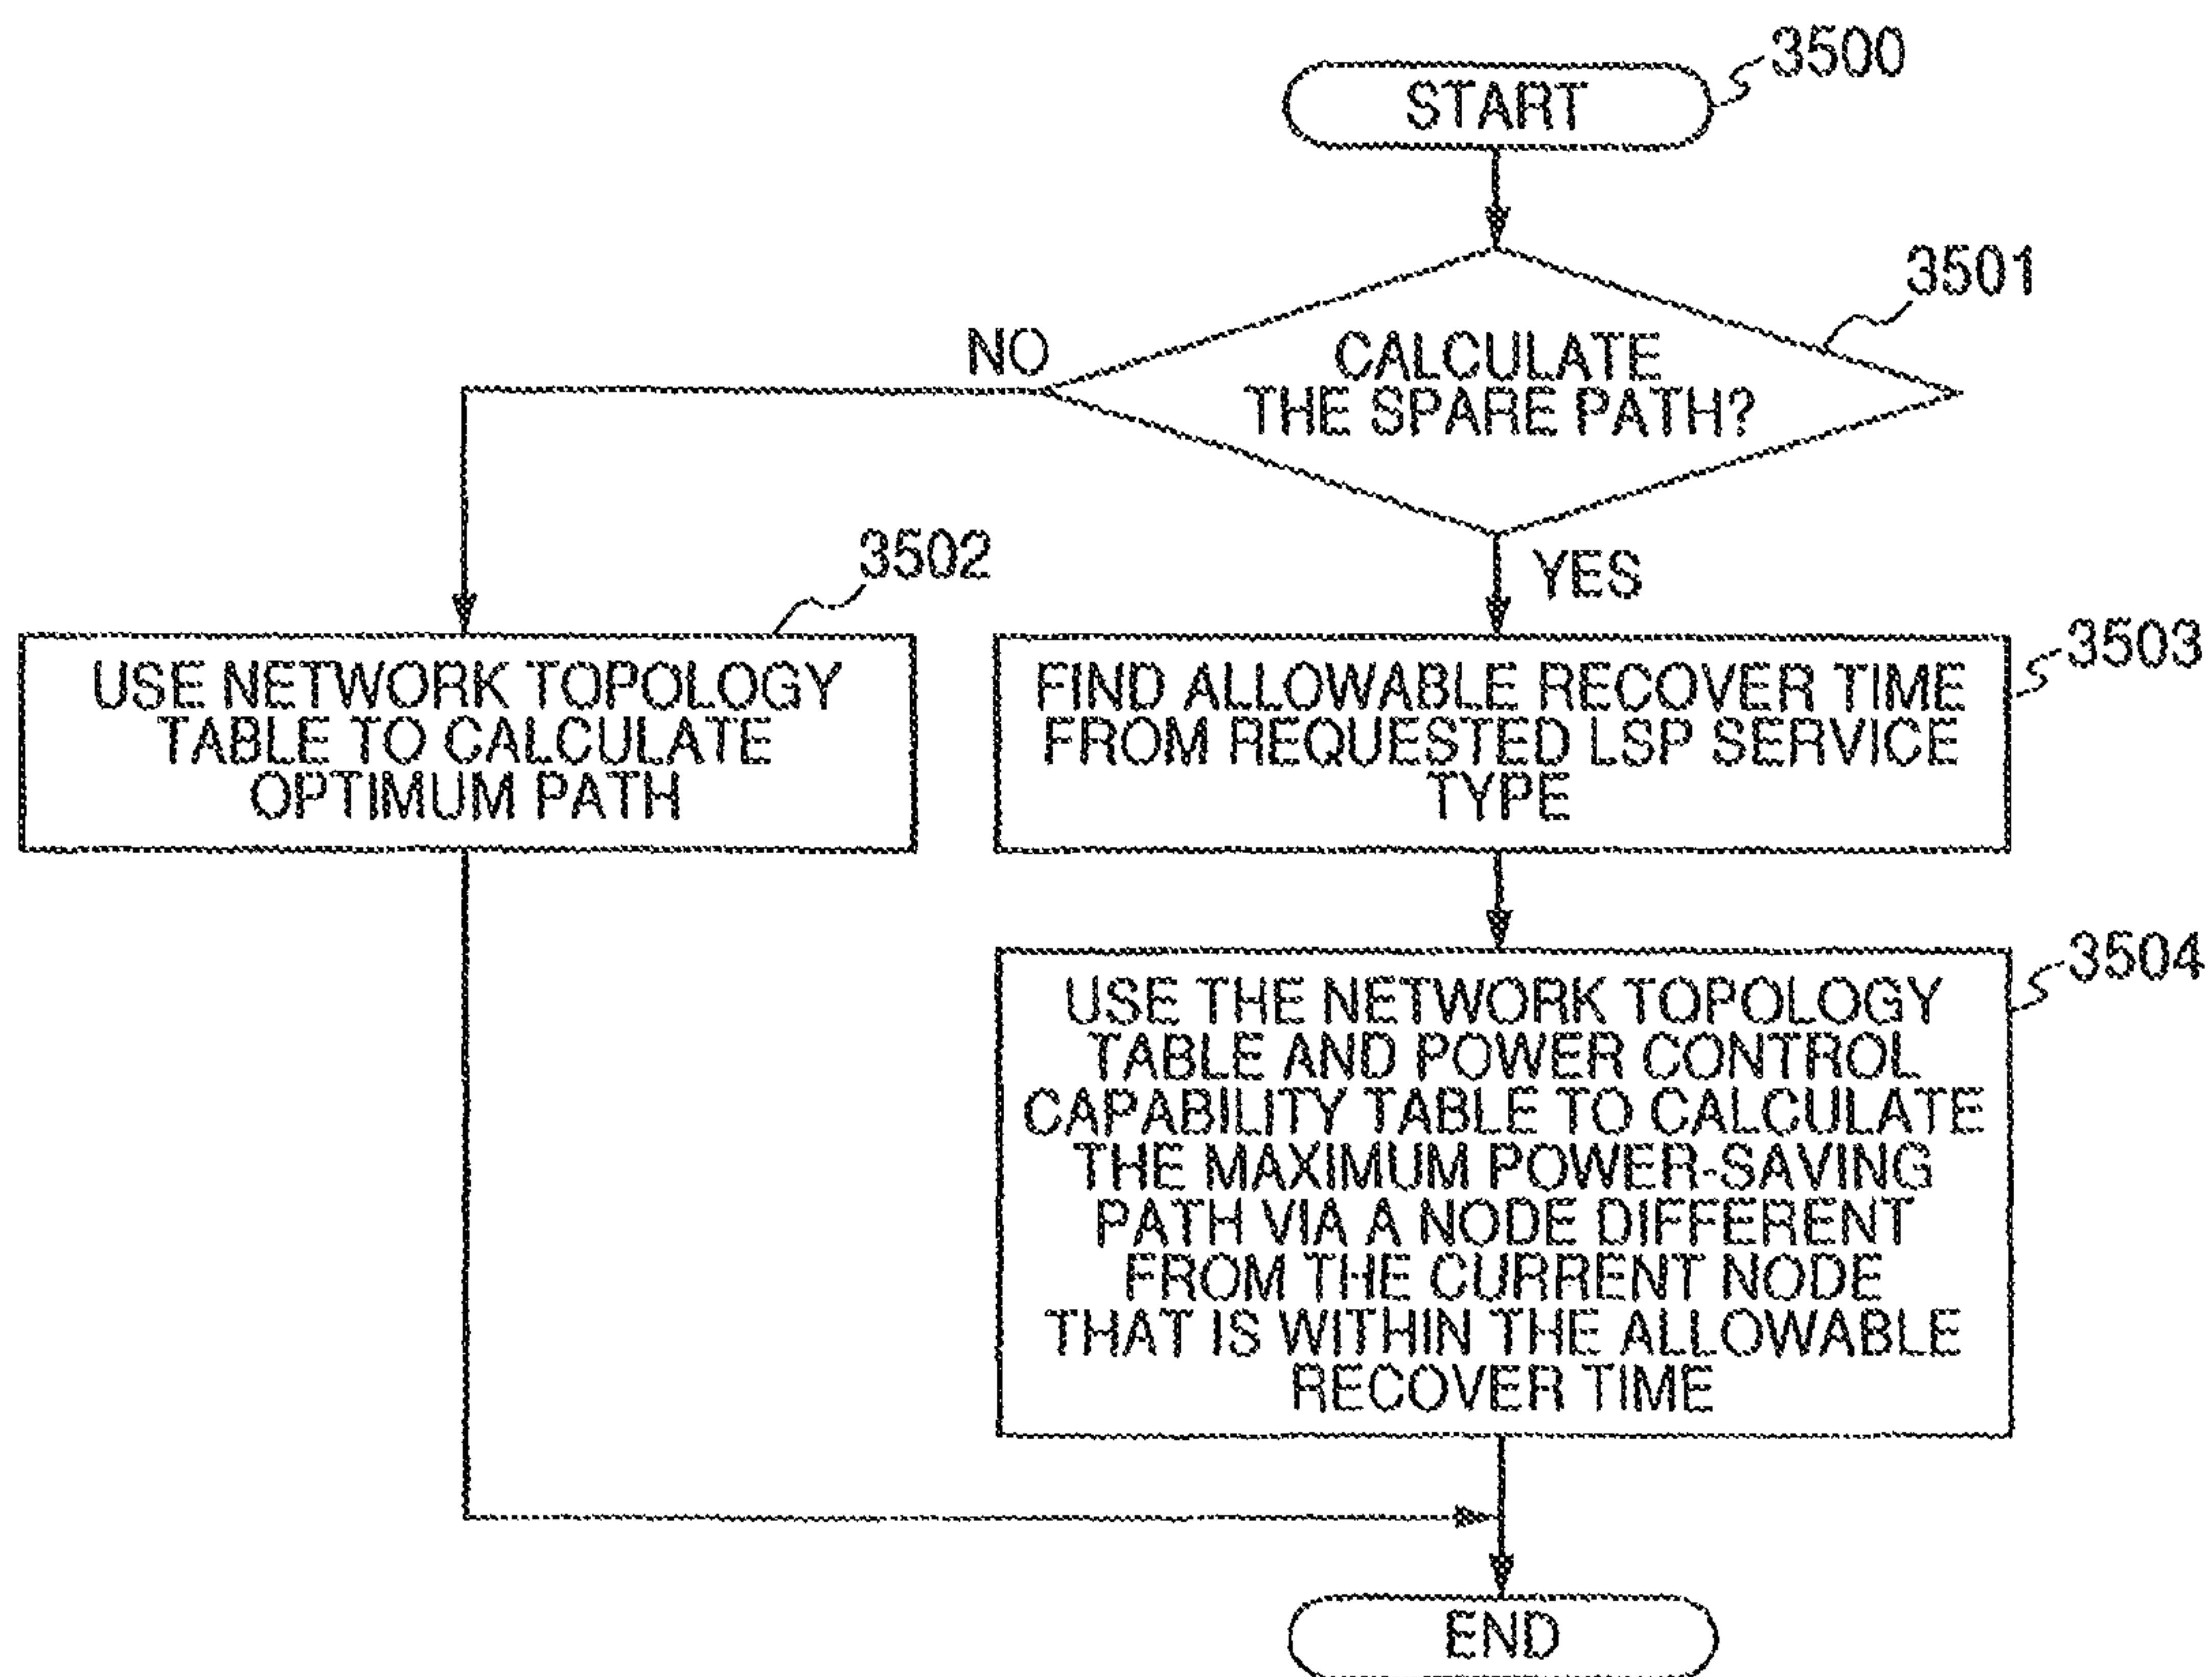 3500
START
3501
NO
CALCULATE
THE SPARE PATH?
YES
3502
USE NETWORK TOPOLOGY
TABLE TO CALCULATE
OPTIMUM PATH
3503
FIND ALLOWABLE RECOVER TIME
FROM REQUESTED LSP SERVICE
TYPE
3504
USE THE NETWORK TOPOLOGY
TABLE AND POWER CONTROL
CAPABILITY TABLE TO CALCULATE
THE MAXIMUM POWER-SAVING
PATH VIA A NODE DIFFERENT
FROM THE CURRENT NODE
THAT IS WITHIN THE ALLOWABLE
RECOVER TIME
END